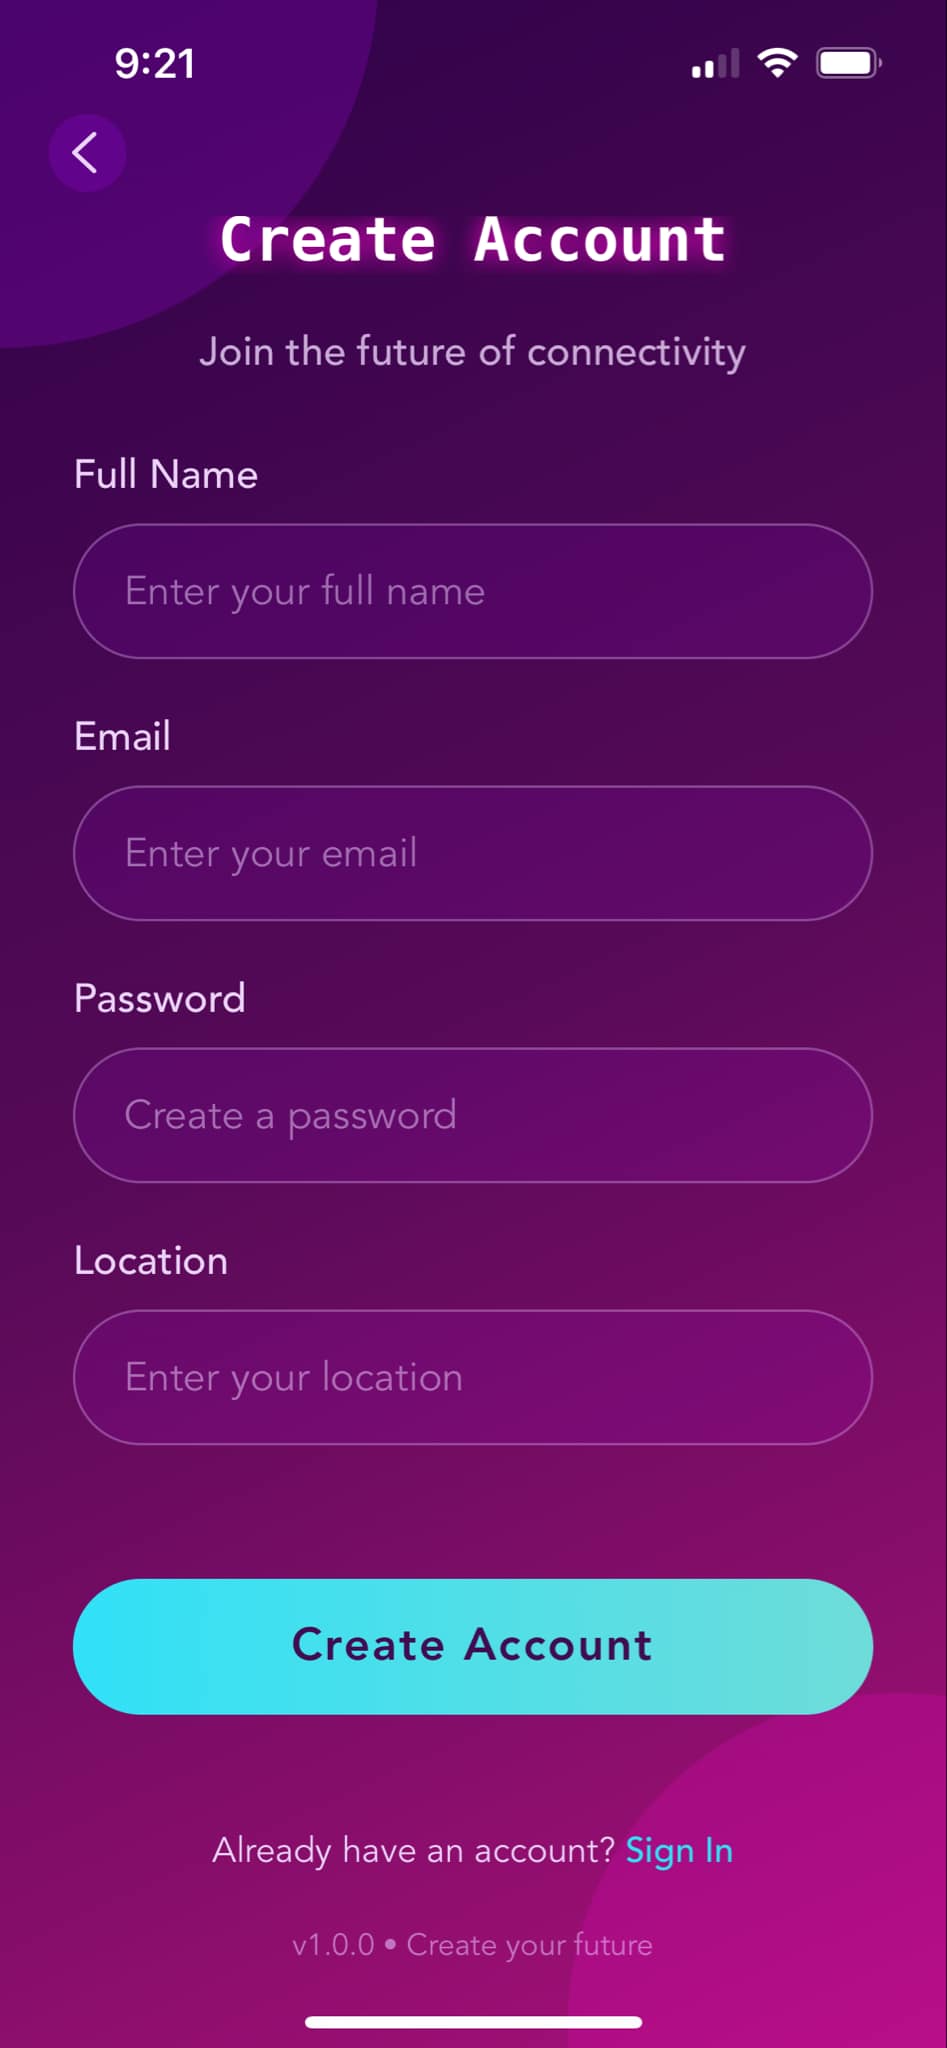 9:21
Create Account
Join the future of connectivity
Full Name
Enter your full name
Email
Enter your email
Password
Create a password
Location
Enter your location
Create Account
Already have an account? Sign In
v1.0.0 • Create your future